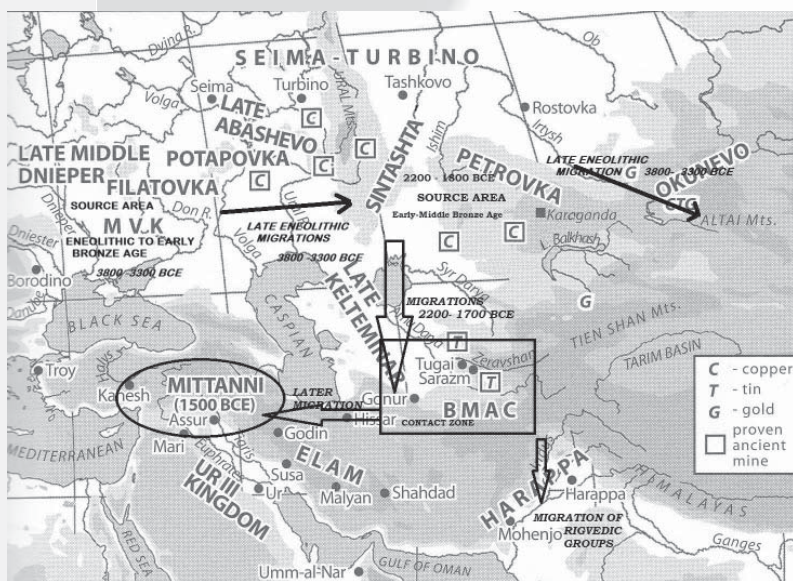 Dvina R.
SEIMA-TURBINO
Ob
Seima
Turbino
URAL Mts.
Tashkovo
Volga
LATE
ABASHEVO
C
Rostovka
Irtysh
Ishim
LATE MIDDLE
DNIEPER
POTAPOVKA
C
C
C
FILATOVKA
SINTASHTA
2200 - 1800 BCE
PETROVKA
LATE ENEOLITHIC
MIGRATION
G
3800- 3300 BCE
OKUNEVO
SOURCE AREA
SOURCE AREA
Early-Middle Bronze Age
Karaganda
ALTAI Mts.
Dnieper
M V K
Don R.
ENEOLITHIC TO EARLY
BRONZE AGE
LATE ENEOLITHIC
MIGRATIONS
Volga
C
C
L. Balkhash
Dniester
3800-3300 BCE
3800-3300 BCE
Borodino
LATE
KELTEMINAR
Syr Darya
MIGRATIONS
2200- 1700 BCE
G
Danube
BLACK SEA
CASPIAN
TIEN SHAN Mts.
Troy
Halys
T
Zeravshan
Tugai
Sarazm
T
TARIM BASIN
Kanesh
MITTANNI
(1500 BCE)
LATER
MIGRATION
Gonur
BMAC
C - copper
T - tin
G - gold
proven
ancient
mine
Assur
Hissar
CONTACT ZONE
MEDITERRANEAN
Mari
Euphrates
Tigris
Godin
ELAM
UR III
KINGDOM
Susa
Ur
Malyan
Shahdad
HARAPPA
Harappa
HIMALAYAS
Mohenjo
MIGRATION OF
RIGVEDIC
GROUPS
Ganges
RED SEA
Umm-al-Nar
GULF OF OMAN